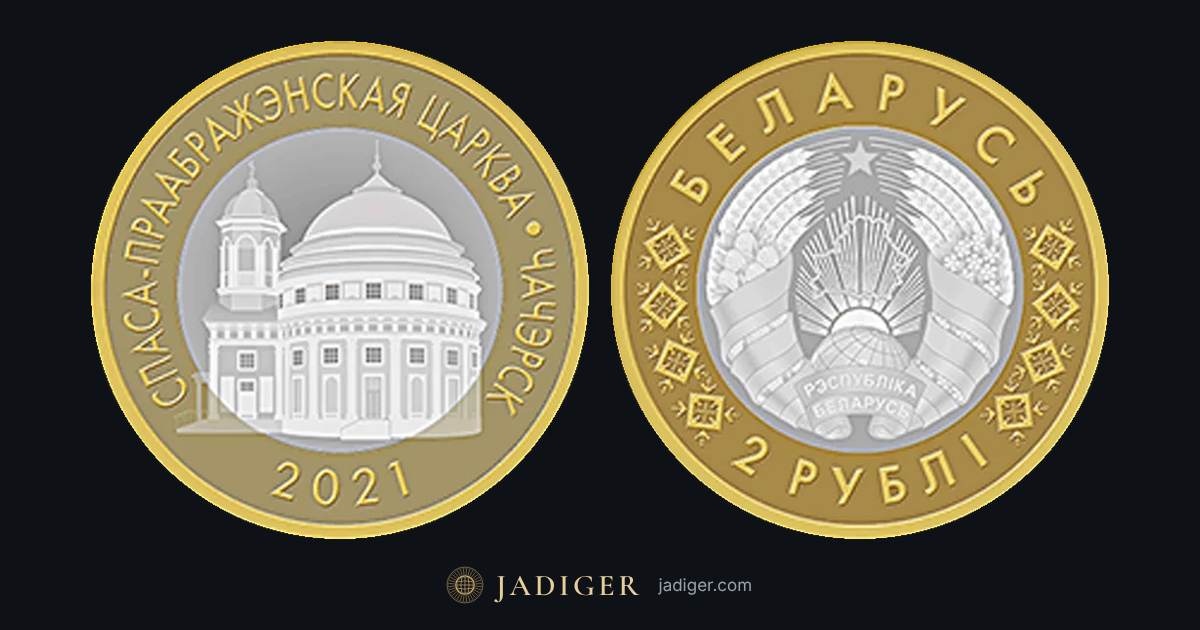 СПАСА-ПРААБРАЖЭНСКАЯ ЦАРКВА • ЧАЧЭРСК
2021
БЕЛАРУСЬ
РЭСПУБЛІКА
БЕЛАРУСЬ
2 РУБЛІ
JADIGER
jadiger.com